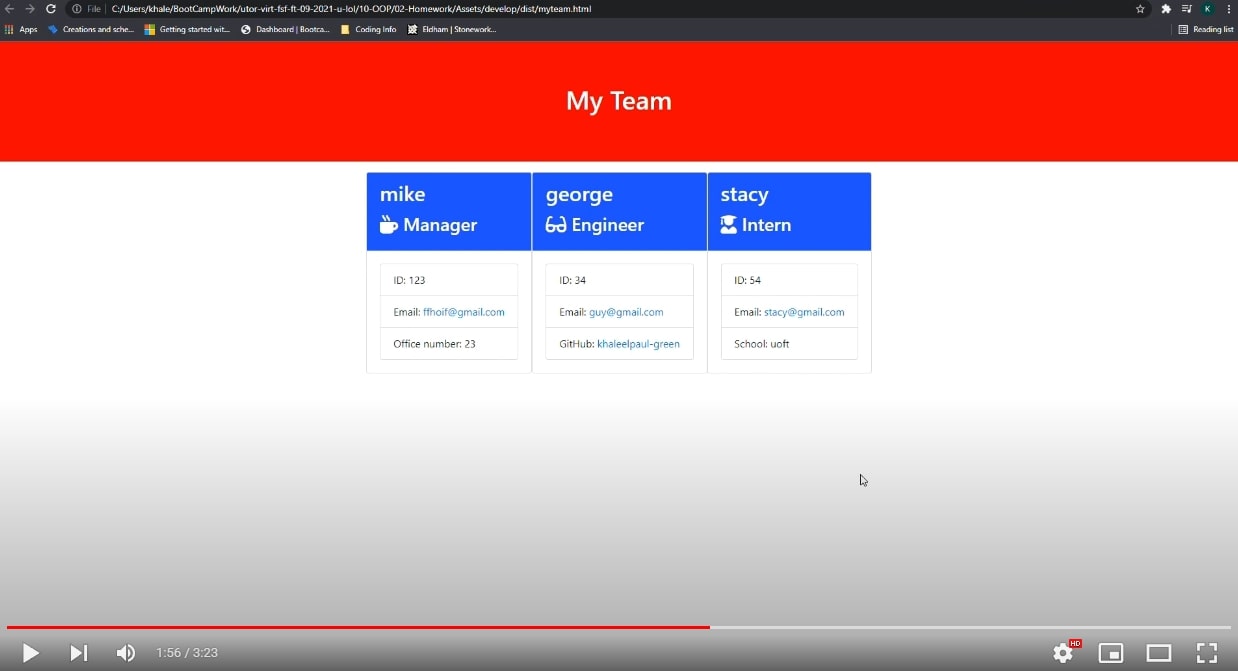 File C:/Users/khale/BootCampWork/utor-virt-fsf-ft-09-2021-u-lol/10-OOP/02-Homework/Assets/develop/dist/myteam.html K
Apps Creations and sche... Getting started wit... Dashboard | Bootca... Coding Info Eldham | Stonework... Reading list
My Team
mike
Manager
ID: 123
Email: ffhoif@gmail.com
Office number: 23
george
Engineer
ID: 34
Email: guy@gmail.com
GitHub: khaleelpaul-green
stacy
Intern
ID: 54
Email: stacy@gmail.com
School: uoft
1:56 / 3:23
HD